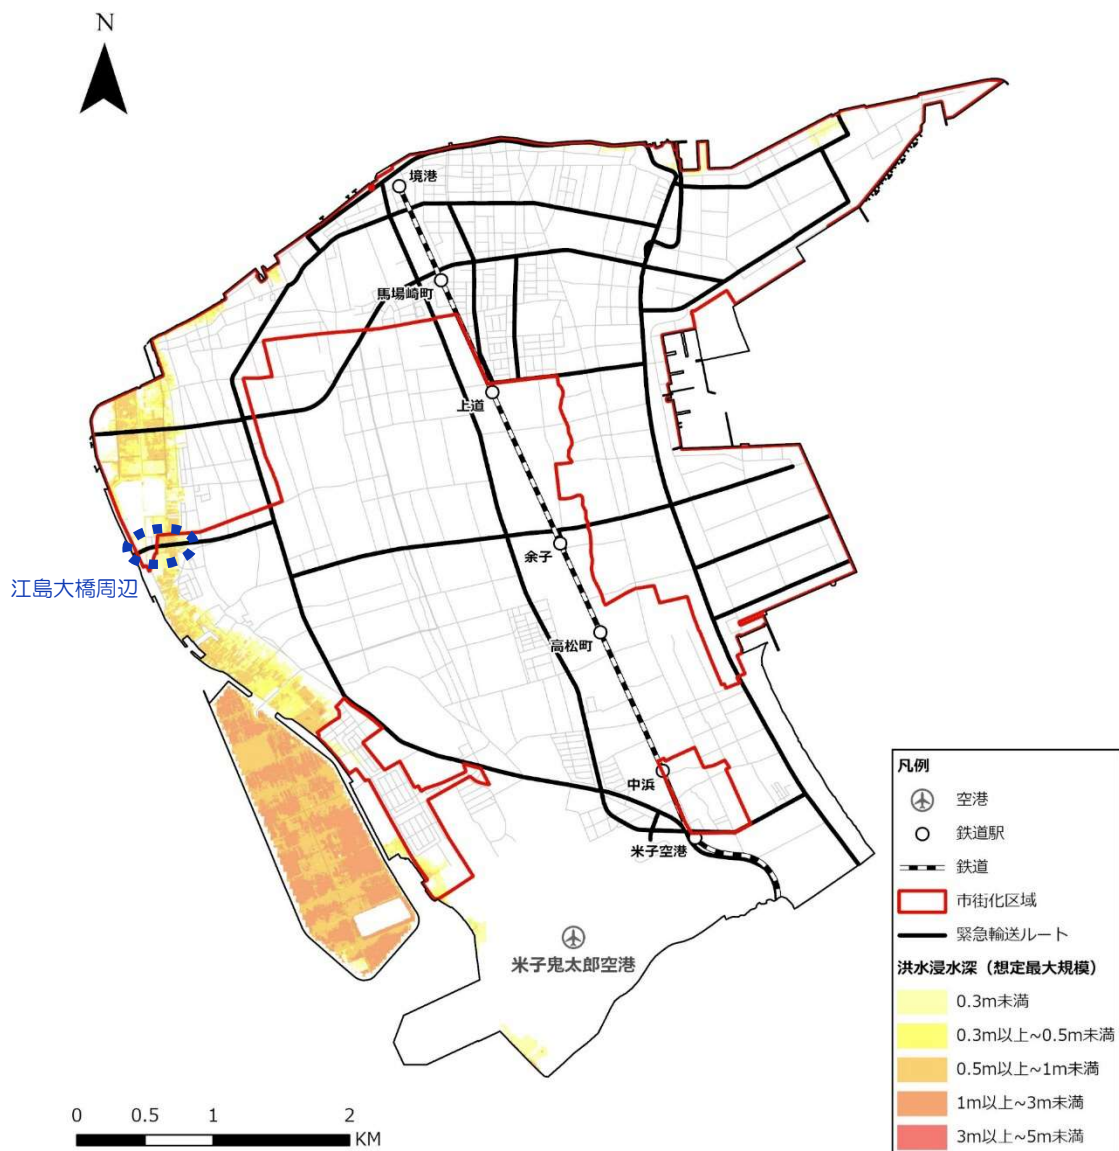 N
境港
馬場崎町
上道
余子
江島大橋周辺
高松町
中浜
米子空港
米子鬼太郎空港
凡例
空港
鉄道駅
鉄道
市街化区域
緊急輸送ルート
洪水浸水深（想定最大規模）
0.3m未満
0.3m以上~0.5m未満
0.5m以上~1m未満
1m以上~3m未満
3m以上~5m未満
0 0.5 1 2
KM